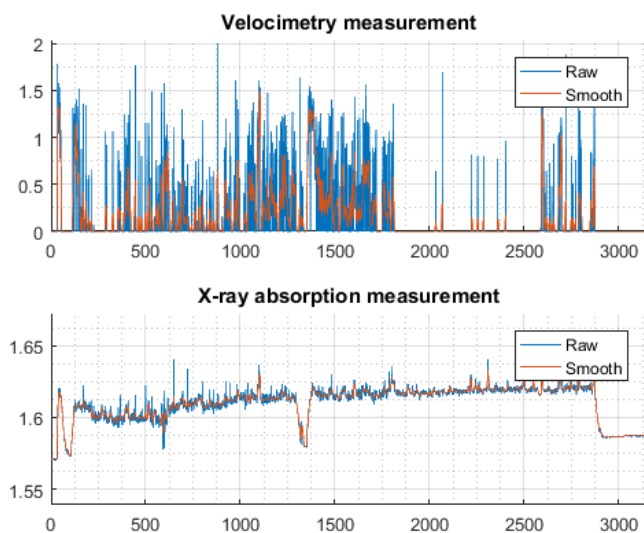 Velocimetry measurement
2
1.5
1
0.5
0
Raw
Smooth
0 500 1000 1500 2000 2500 3000
X-ray absorption measurement
1.65
1.6
1.55
Raw
Smooth
0 500 1000 1500 2000 2500 3000